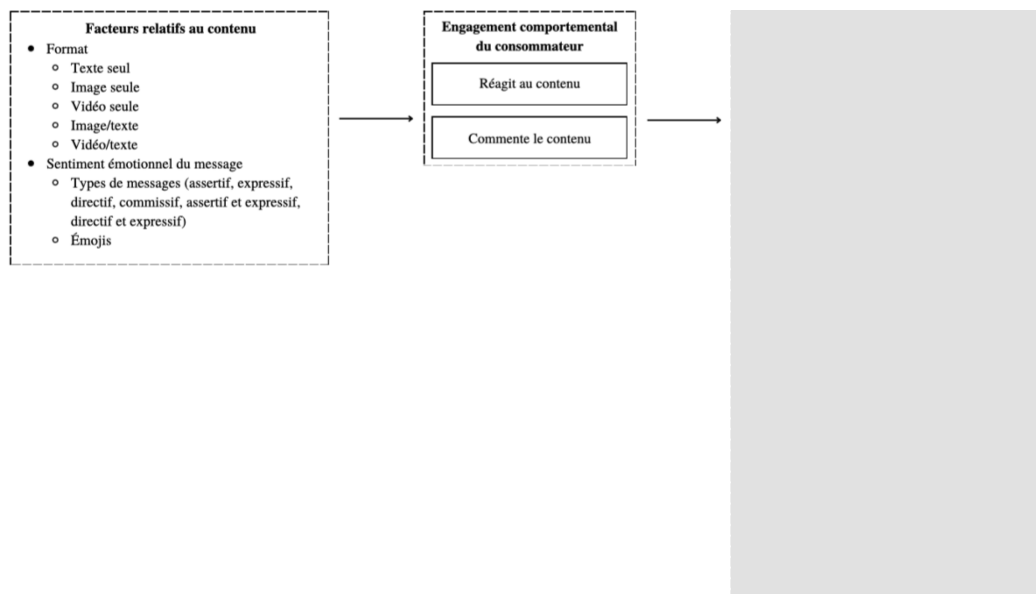 Facteurs relatifs au contenu
Format
Texte seul
Image seule
Vidéo seule
Image/texte
Vidéo/texte
Sentiment émotionnel du message
Types de messages (assertif, expressif,
directif, commissif, assertif et expressif,
directif et expressif)
Émojis
Engagement comportemental
du consommateur
Réagit au contenu
Commente le contenu